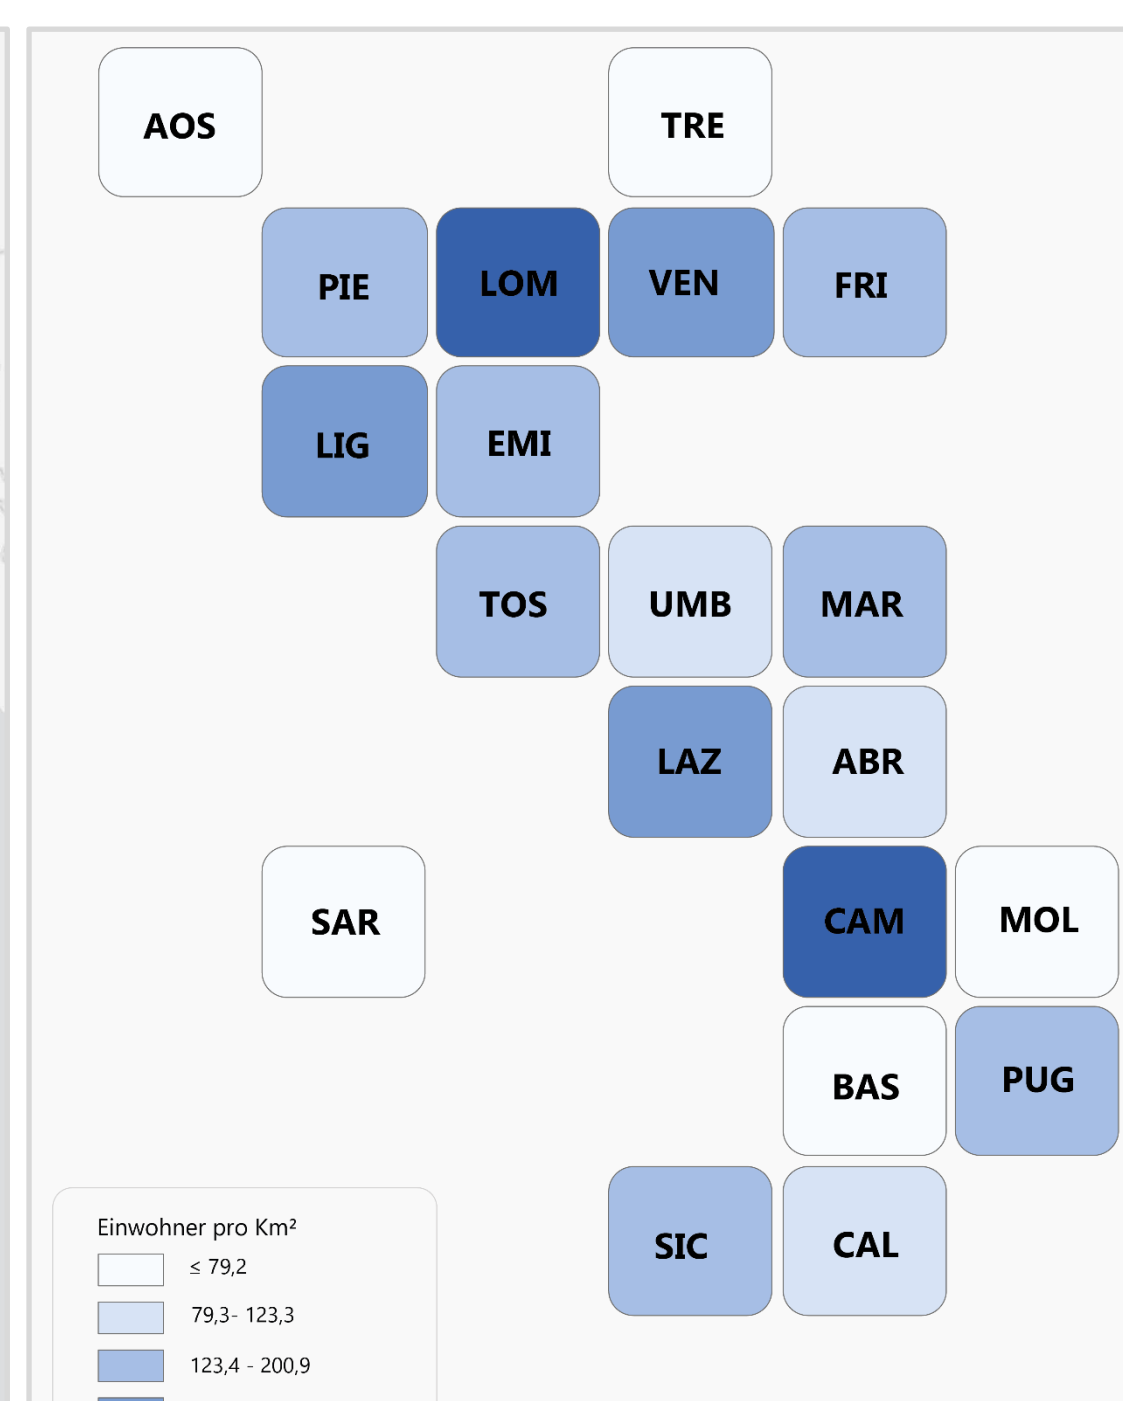 AOS
TRE
PIE
LOM
VEN
FRI
LIG
EMI
TOS
UMB
MAR
LAZ
ABR
SAR
CAM
MOL
BAS
PUG
SIC
CAL
Einwohner pro Km²
≤ 79,2
79,3- 123,3
123,4 - 200,9